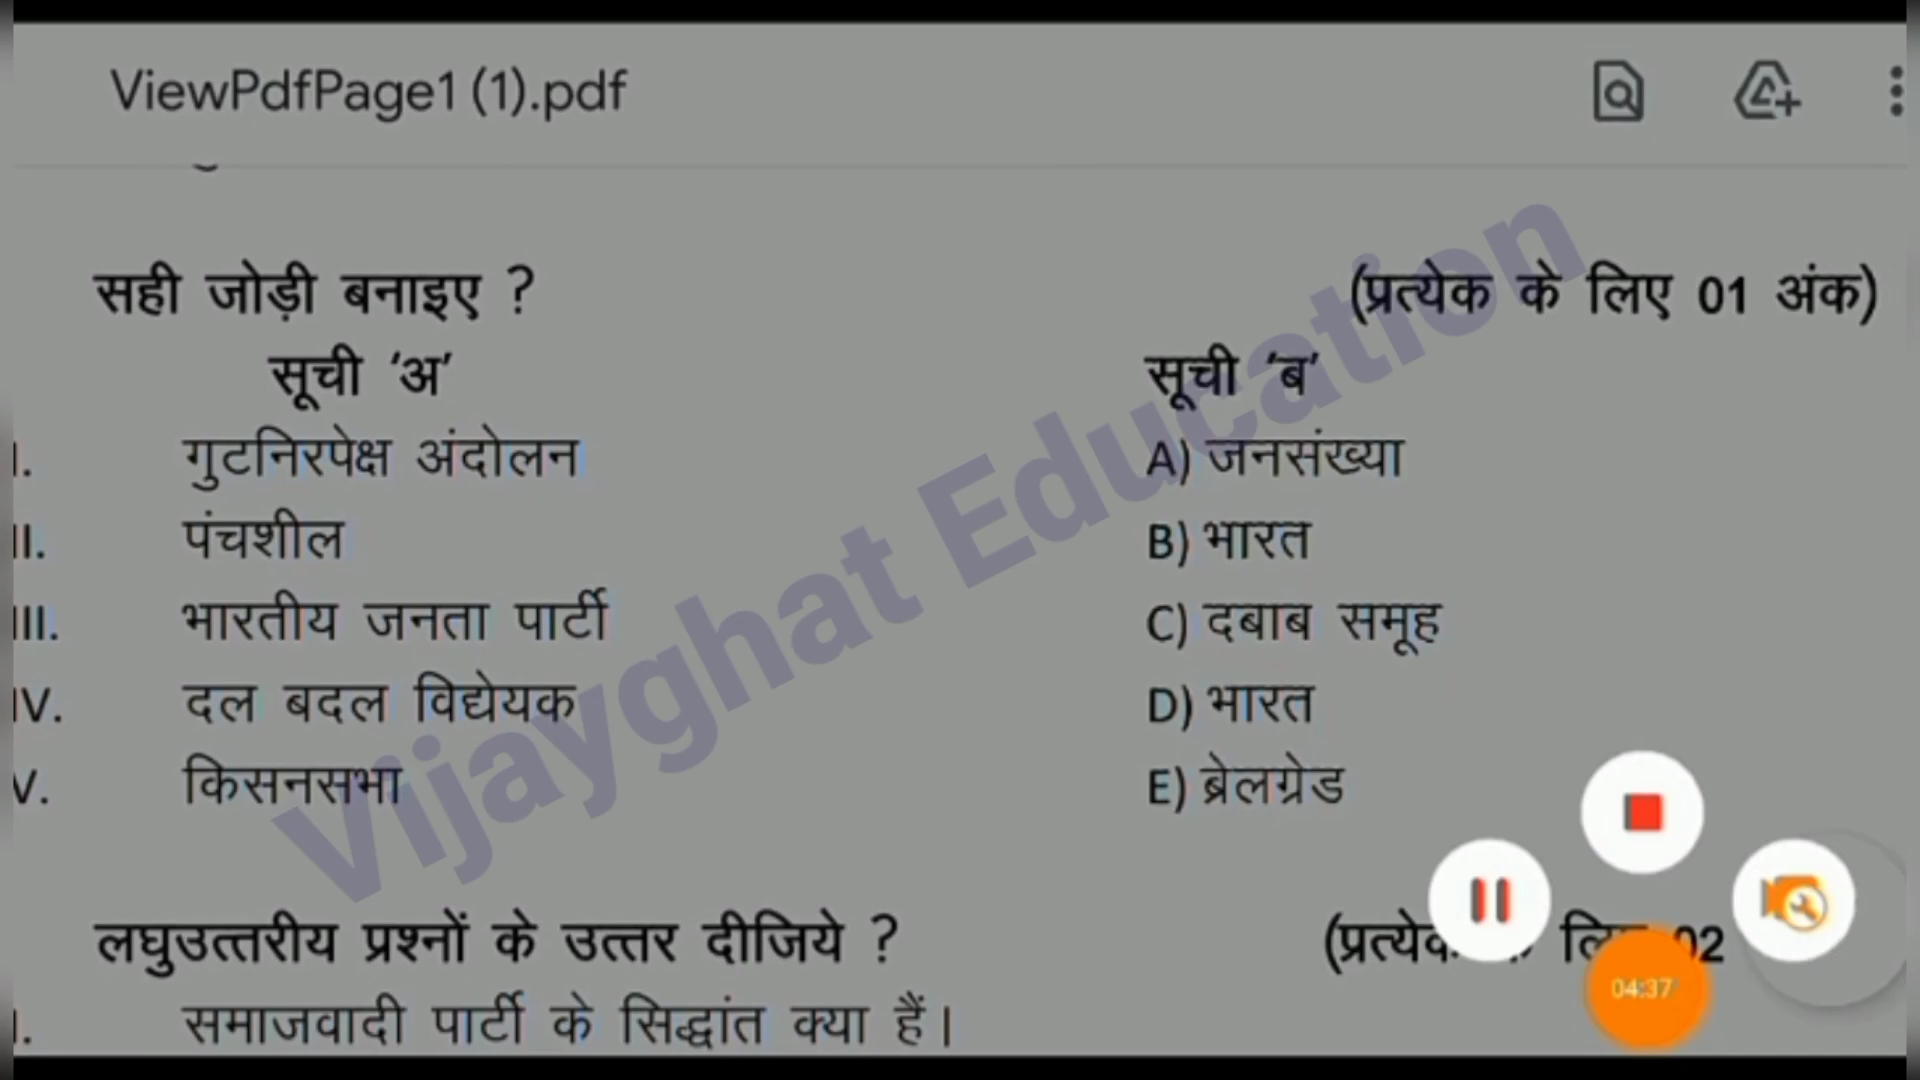 ViewPdfPage1 (1).pdf
सही जोड़ी बनाइए ? (प्रत्येक के लिए 01 अंक)
सूची ‘अ’ सूची ‘ब’
I. गुटनिरपेक्ष अंदोलन A) जनसंख्या
II. पंचशील B) भारत
III. भारतीय जनता पार्टी C) दबाब समूह
IV. दल बदल विद्येयक D) भारत
V. किसनसभा E) ब्रेलग्रेड
Vijayghat Education
लघुउत्तरीय प्रश्नों के उत्तर दीजिये ? 02
04:37
I. समाजवादी पार्टी के सिद्धांत क्या हैं।